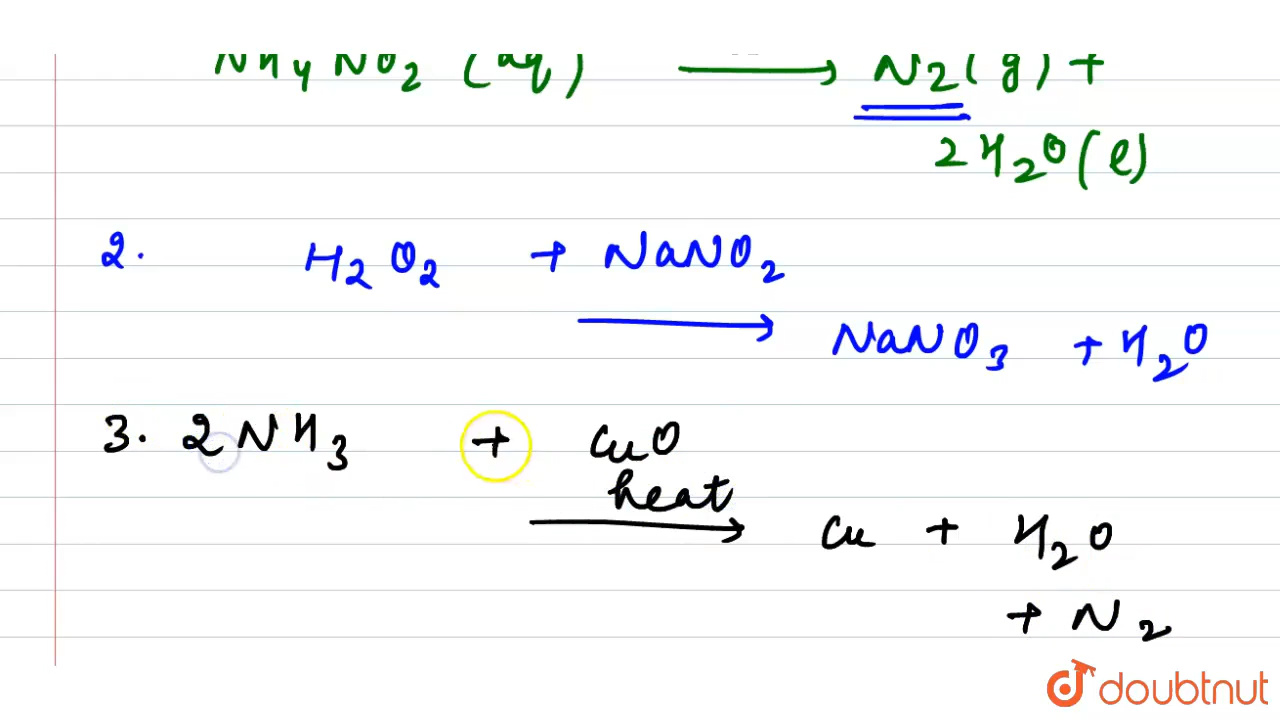 NH4NO2 (aq) ⟶ N2(g) +
2H2O(l)
2. H2O2 + NaNO2
⟶ NaNO3 + H2O
3. 2NH3 + CuO
heat
⟶ Cu + H2O
+ N2
doubtnut